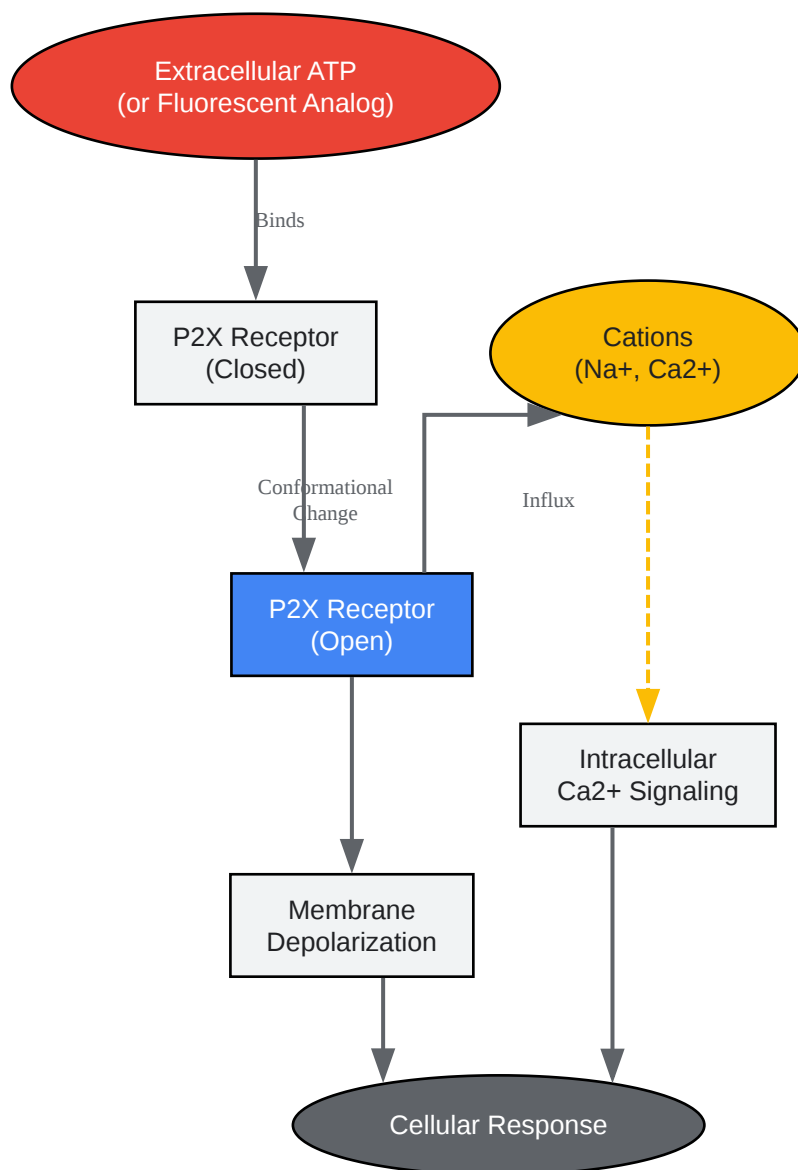 Extracellular ATP
(or Fluorescent Analog)
Binds
P2X Receptor
(Closed)
Cations
(Na+, Ca2+)
Conformational
Change
Influx
P2X Receptor
(Open)
Intracellular
Ca2+ Signaling
Membrane
Depolarization
Cellular Response